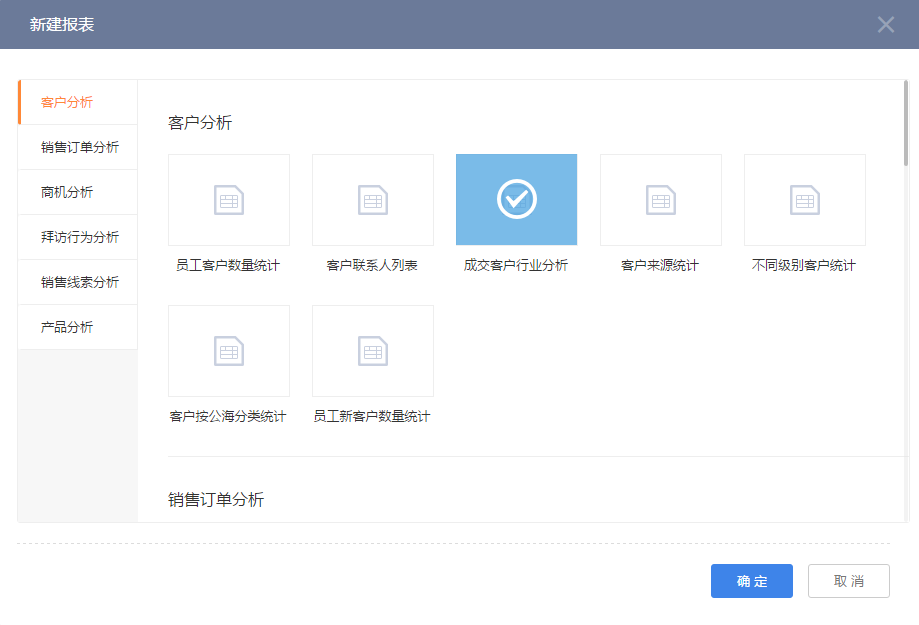 新建报表
客户分析
销售订单分析
商机分析
拜访行为分析
销售线索分析
产品分析
客户分析
员工客户数量统计
客户联系人列表
成交客户行业分析
客户来源统计
不同级别客户统计
客户按公海分类统计
员工新客户数量统计
销售订单分析
确定
取消